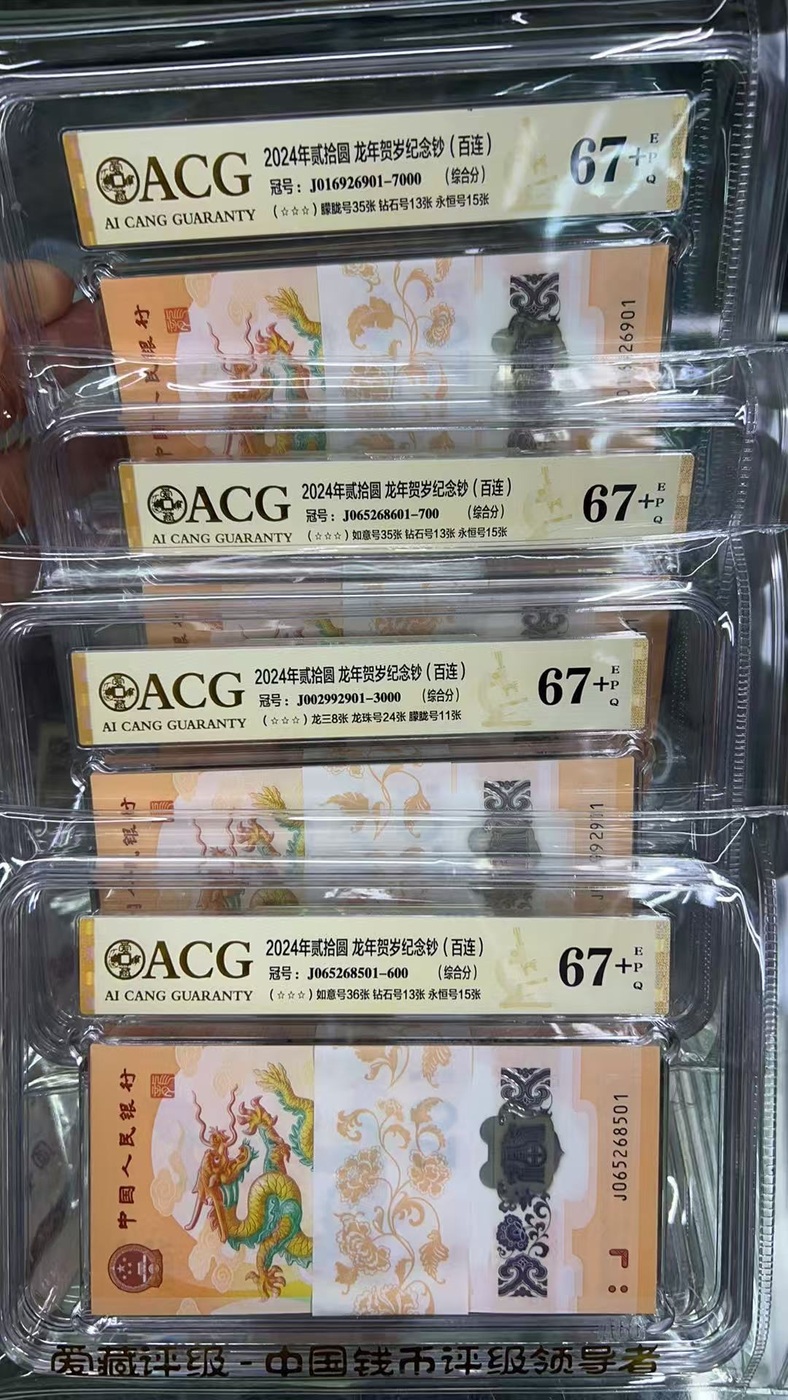 ACG
AI CANG GUARANTY
2024年贰拾圆 龙年贺岁纪念钞（百连）
冠号：J016926901-7000 （综合分）
（☆☆☆）朦胧号35张 钻石号13张 永恒号15张
67+
EPQ
26901
ACG
AI CANG GUARANTY
2024年贰拾圆 龙年贺岁纪念钞（百连）
冠号：J065268601-700 （综合分）
（☆☆☆）如意号35张 钻石号13张 永恒号15张
67+
EPQ
ACG
AI CANG GUARANTY
2024年贰拾圆 龙年贺岁纪念钞（百连）
冠号：J002992901-3000 （综合分）
（☆☆☆）龙三8张 龙珠号24张 朦胧号11张
67+
EPQ
ACG
AI CANG GUARANTY
2024年贰拾圆 龙年贺岁纪念钞（百连）
冠号：J065268501-600 （综合分）
（☆☆☆）如意号36张 钻石号13张 永恒号15张
67+
EPQ
中国人民银行
J065268501
爱藏评级-中国钱币评级领导者